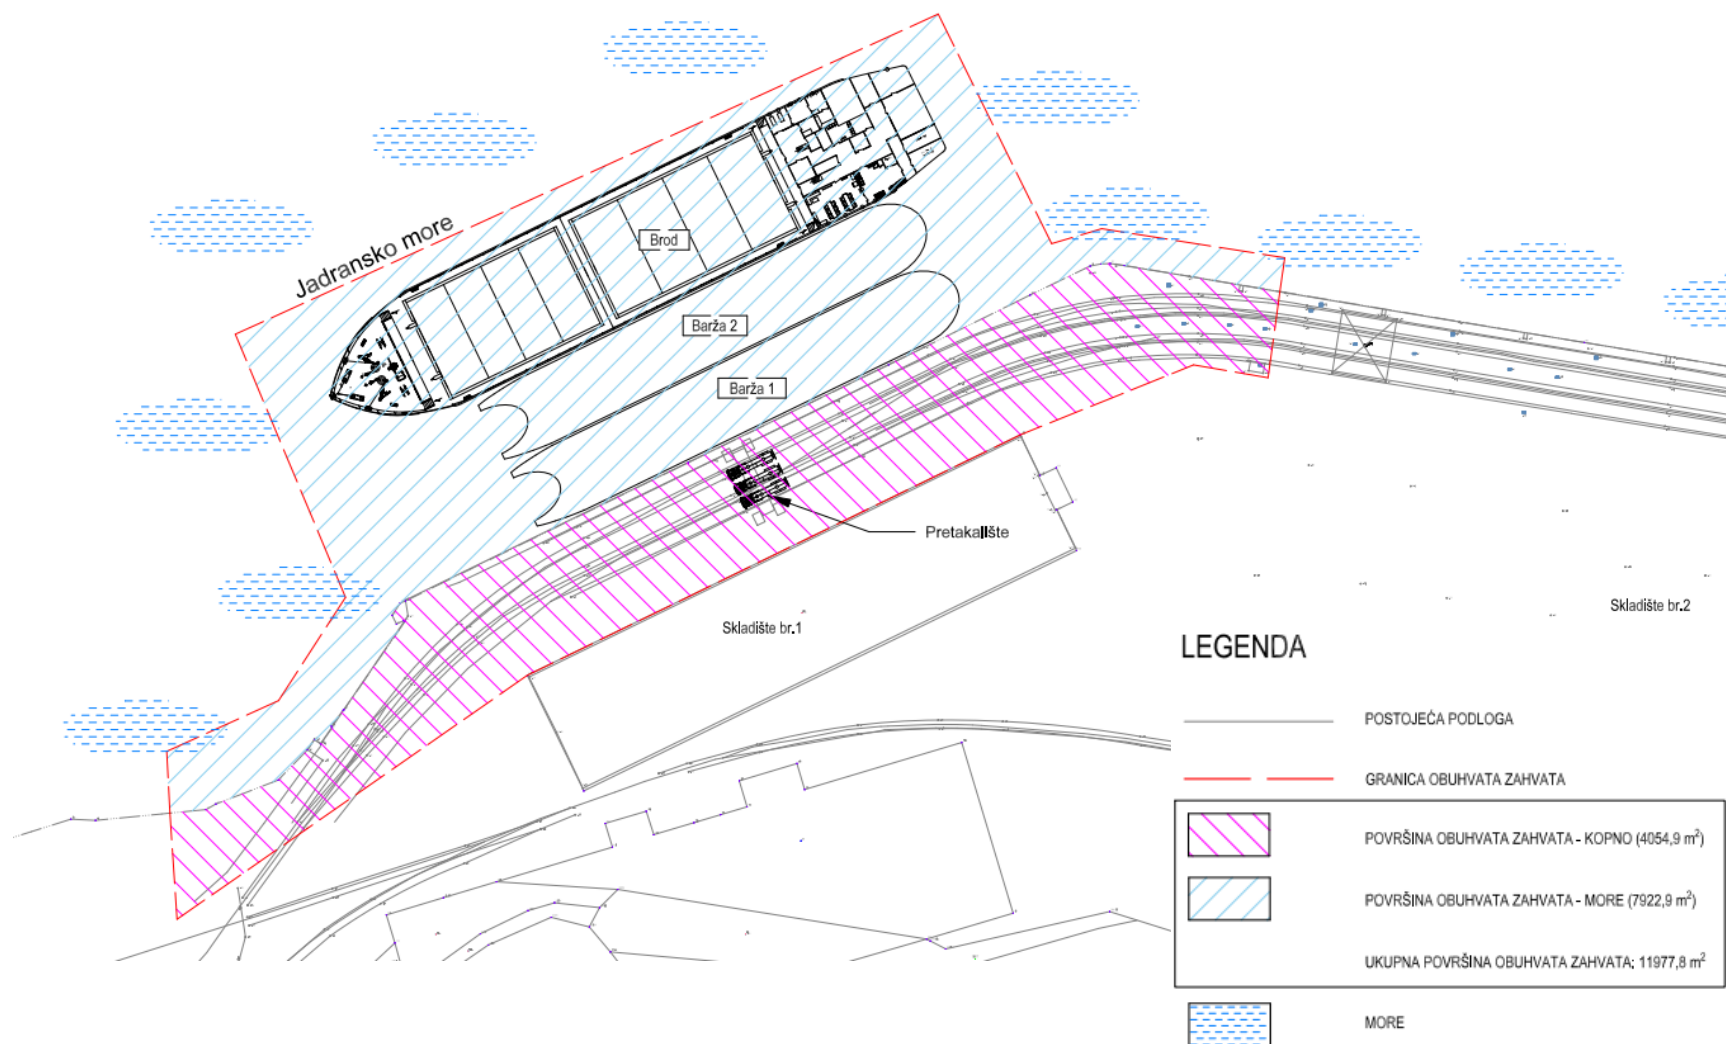 Jadransko more
Brod
Barža 2
Barža 1
Pretakalište
Skladište br.1
Skladište br.2
LEGENDA
POSTOJEĆA PODLOGA
GRANICA OBUHVATA ZAHVATA
POVRŠINA OBUHVATA ZAHVATA - KOPNO (4054,9 m²)
POVRŠINA OBUHVATA ZAHVATA - MORE (7922,9 m²)
UKUPNA POVRŠINA OBUHVATA ZAHVATA; 11977,8 m²
MORE